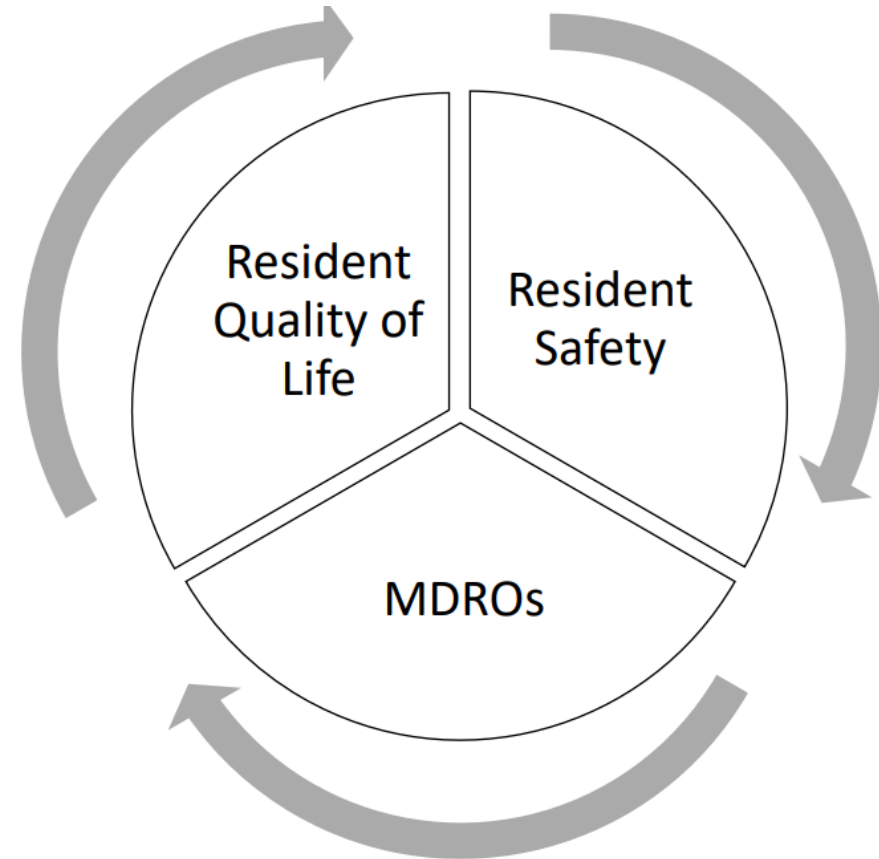 Resident
Quality of
Life
Resident
Safety
MDROs